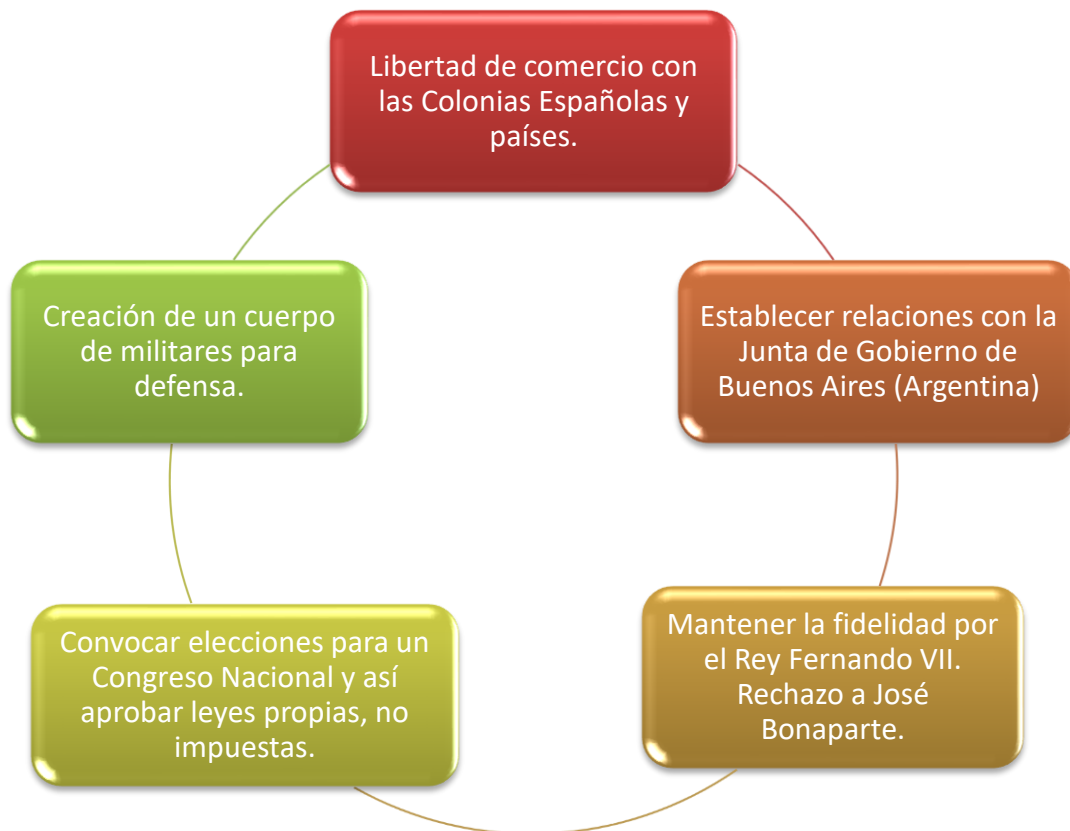 Libertad de comercio con
las Colonias Españolas y
países.
Establecer relaciones con la
Junta de Gobierno de
Buenos Aires (Argentina)
Mantener la fidelidad por
el Rey Fernando VII.
Rechazo a José
Bonaparte.
Convocar elecciones para un
Congreso Nacional y así
aprobar leyes propias, no
impuestas.
Creación de un cuerpo
de militares para
defensa.